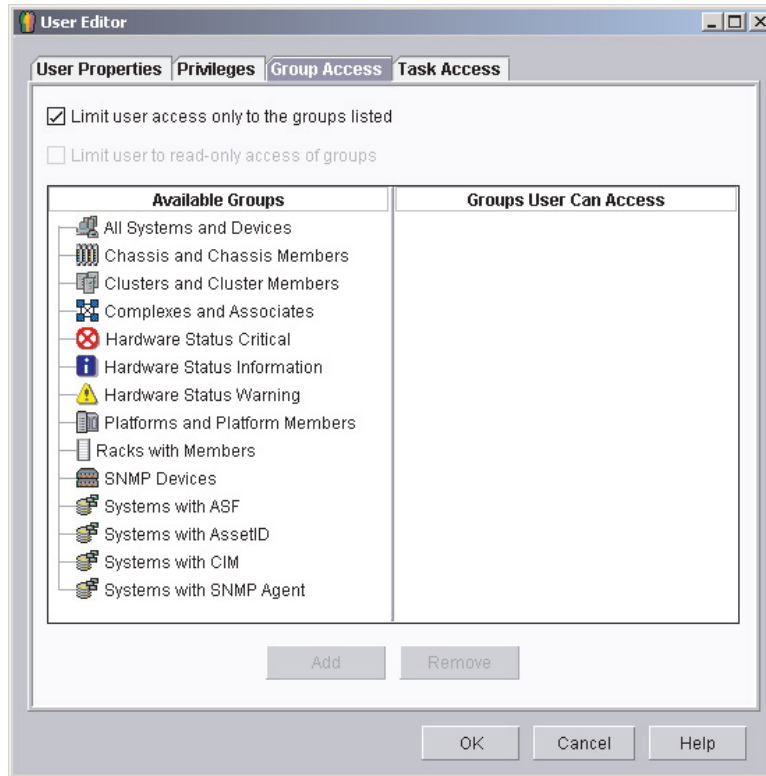 User Editor
User Properties Privileges Group Access Task Access
Limit user access only to the groups listed
Limit user to read-only access of groups
Available Groups Groups User Can Access
All Systems and Devices
Chassis and Chassis Members
Clusters and Cluster Members
Complexes and Associates
Hardware Status Critical
Hardware Status Information
Hardware Status Warning
Platforms and Platform Members
Racks with Members
SNMP Devices
Systems with ASF
Systems with AssetID
Systems with CIM
Systems with SNMP Agent
Add Remove
OK Cancel Help